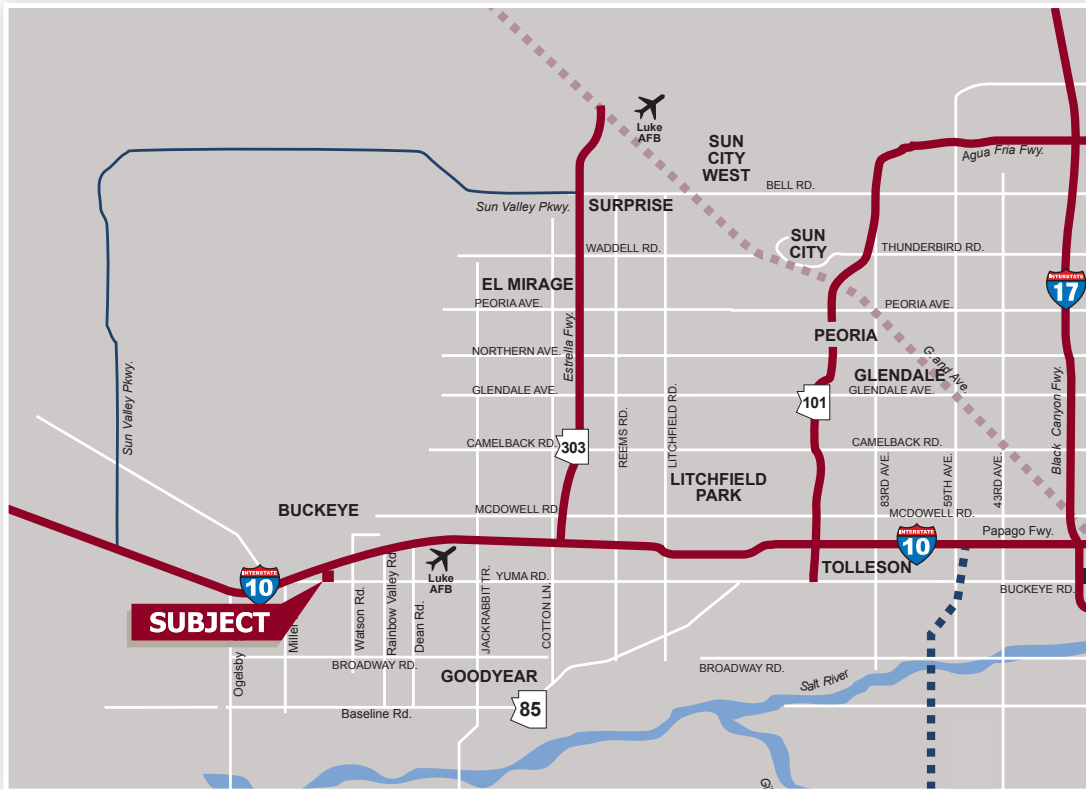 Luke
AFB
SUN
CITY
WEST
Agua Fria Fwy.
BELL RD.
Sun Valley Pkwy.
SURPRISE
SUN
CITY
WADDELL RD.
THUNDERBIRD RD.
EL MIRAGE
INTERSTATE
17
PEORIA AVE.
PEORIA AVE.
PEORIA
Estrella Fwy.
NORTHERN AVE.
Grand Ave
GLENDALE
GLENDALE AVE.
GLENDALE AVE.
101
Sun Valley Pkwy.
REEMS RD.
LITCHFIELD RD.
Black Canyon Fwy.
CAMELBACK RD.
303
CAMELBACK RD.
83RD AVE.
59TH AVE.
43RD AVE.
LITCHFIELD
PARK
BUCKEYE
MCDOWELL RD
MCDOWELL RD.
INTERSTATE
10
Papago Fwy.
TOLLESON
INTERSTATE
10
Luke
AFB
YUMA RD.
BUCKEYE RD.
SUBJECT
Miller
Watson Rd.
Rainbow Valley Rd
Dean Rd.
JACKRABBIT TR.
COTTON LN.
Ogelsby
BROADWAY RD.
BROADWAY RD.
GOODYEAR
Salt River
85
Baseline Rd.